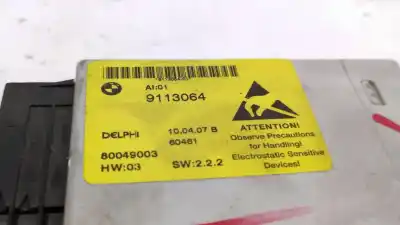 AI:01
9113064
DELPHI 10.04.07 B
60461
80049003
HW:03 SW:2.2.2
ATTENTION!
Observe Precautions
for Handling!
Electrostatic Sensitive
Devices!